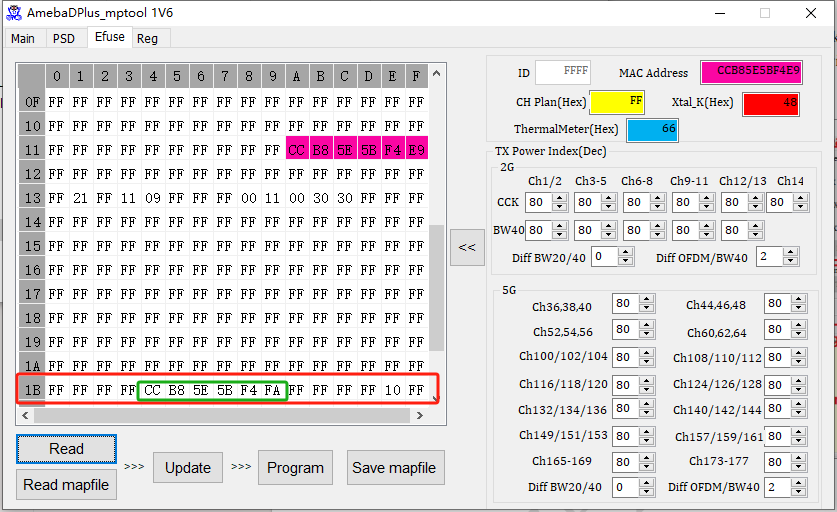 AmebaDPlus_mptool 1V6
Main PSD Efuse Reg
0 1 2 3 4 5 6 7 8 9 A B C D E F
0F FF FF FF FF FF FF FF FF FF FF FF FF FF FF FF FF
10 FF FF FF FF FF FF FF FF FF FF FF FF FF FF FF FF
11 FF FF FF FF FF FF FF FF FF FF CC B8 5E 5B F4 E9
12 FF FF FF FF FF FF FF FF FF FF FF FF FF FF FF FF
13 FF 21 FF 11 09 FF FF FF 00 11 00 30 30 FF FF FF
14 FF FF FF FF FF FF FF FF FF FF FF FF FF FF FF FF
15 FF FF FF FF FF FF FF FF FF FF FF FF FF FF FF FF
16 FF FF FF FF FF FF FF FF FF FF FF FF FF FF FF FF
17 FF FF FF FF FF FF FF FF FF FF FF FF FF FF FF FF
18 FF FF FF FF FF FF FF FF FF FF FF FF FF FF FF FF
19 FF FF FF FF FF FF FF FF FF FF FF FF FF FF FF FF
1A FF FF FF FF FF FF FF FF FF FF FF FF FF FF FF FF
1B FF FF FF FF CC B8 5E 5B F4 FA FF FF FF FF 10 FF
Read
Read mapfile
>>> Update >>> Program Save mapfile
<<
ID FFFF MAC Address CCB85E5BF4E9
CH Plan(Hex) FF Xtal_K(Hex) 4B
ThermalMeter(Hex) 66
TX Power Index(Dec)
2G
Ch1/2 Ch3-5 Ch6-8 Ch9-11 Ch12/13 Ch14
CCK 80 80 80 80 80 80
BW40 80 80 80 80 80
Diff BW20/40 0 Diff OFDM/BW40 2
5G
Ch36,38,40 80 Ch44,46,48 80
Ch52,54,56 80 Ch60,62,64 80
Ch100/102/104 80 Ch108/110/112 80
Ch116/118/120 80 Ch124/126/128 80
Ch132/134/136 80 Ch140/142/144 80
Ch149/151/153 80 Ch157/159/161 80
Ch165-169 80 Ch173-177 80
Diff BW20/40 0 Diff OFDM/BW40 2